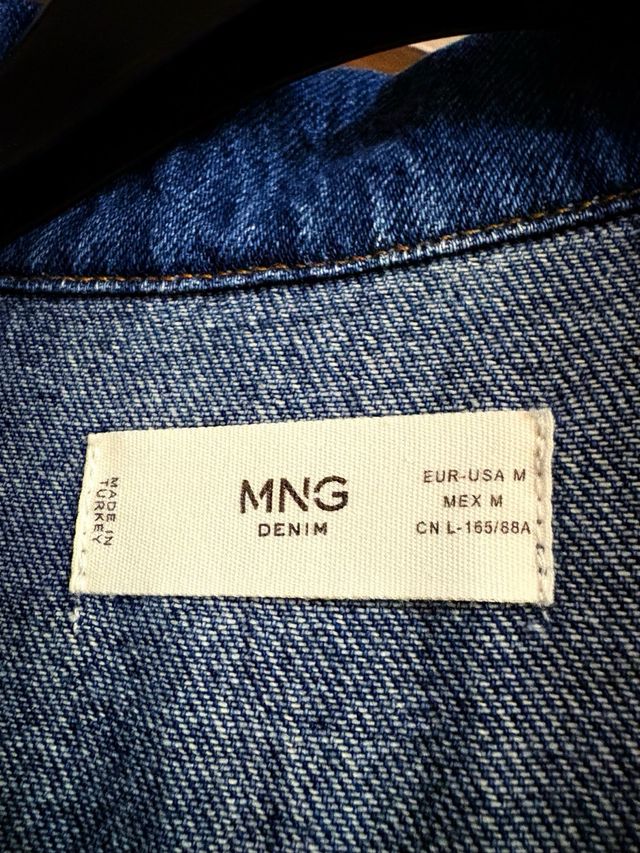 MADE IN
TURKEY
MNG
DENIM
EUR-USA M
MEX M
CN L-165/88A